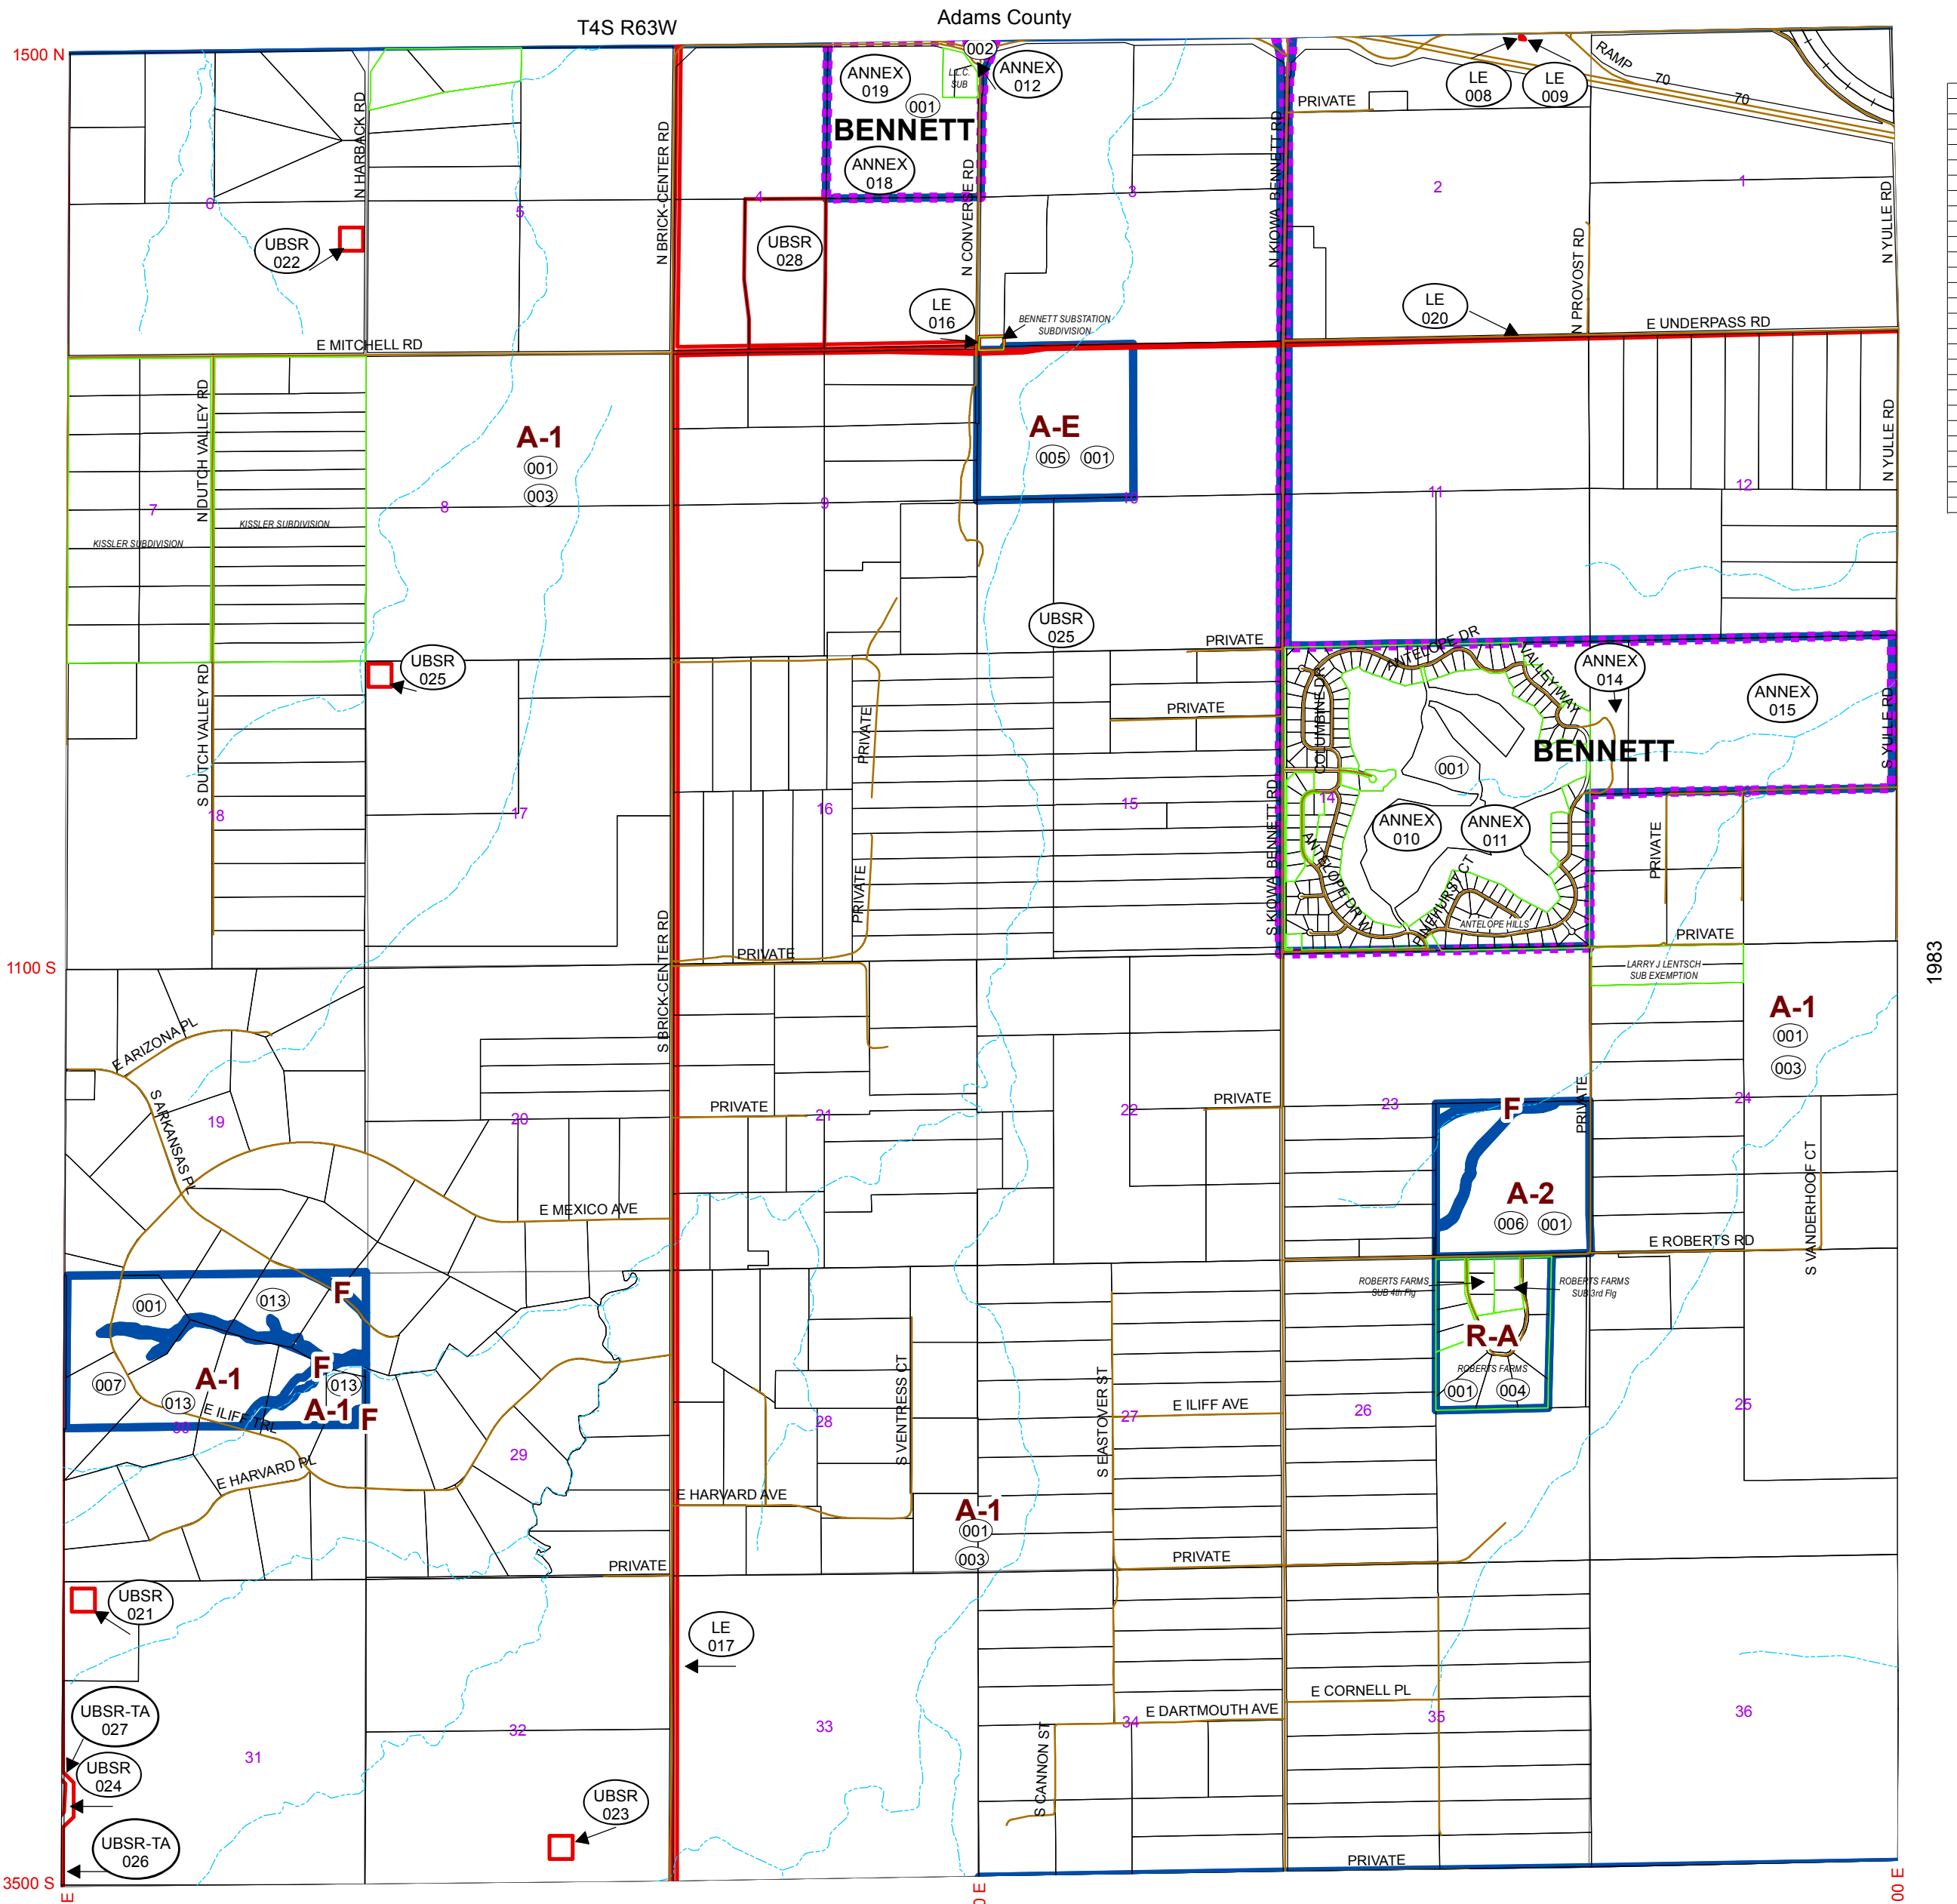 T4S R63W
Adams County
1500 N
002
ANNEX
019
001
L.L.C.
SUB
ANNEX
012
BENNETT
ANNEX
018
LE
008
LE
009
RAMP
70
70
PRIVATE
N HARBACK RD
N BRICK-CENTER RD
N CONVERSE RD
N KIOWA BENNETT RD
N PROVOST RD
N YULLE RD
6
5
4
3
2
1
UBSR
022
UBSR
028
LE
016
BENNETT SUBSTATION
SUBDIVISION
LE
020
E MITCHELL RD
E UNDERPASS RD
N DUTCH VALLEY RD
A-1
001
003
A-E
005
001
N YULLE RD
7
8
9
10
11
12
KISSLER SUBDIVISION
KISSLER SUBDIVISION
UBSR
025
UBSR
025
PRIVATE
ANTELOPE DR
VALLEY WAY
ANNEX
014
ANNEX
015
S DUTCH VALLEY RD
PRIVATE
PRIVATE
COLUMBINE DR
BENNETT
S YULLE RD
001
18
17
16
15
14
ANNEX
010
ANNEX
011
S KIOWA BENNETT RD
ANTELOPE DR W
PINEHURST CT
ANTELOPE HILLS
PRIVATE
PRIVATE
PRIVATE
PRIVATE
S BRICK-CENTER RD
1100 S
1983
LARRY J LENTSCH
SUB EXEMPTION
A-1
001
003
E ARIZONA PL
S ARKANSAS PL
19
20
21
22
23
24
PRIVATE
PRIVATE
PRIVATE
F
A-2
006
001
E MEXICO AVE
E ROBERTS RD
S VANDERHOOF CT
ROBERTS FARMS
SUB 4th Flg
ROBERTS FARMS
SUB 3rd Flg
R-A
ROBERTS FARMS
001
004
001
013
F
F
007
A-1
013
013
A-1
F
E ILIFF TRL
30
29
28
27
26
25
S VENTRESS CT
S EASTOVER ST
E ILIFF AVE
E HARVARD PL
E HARVARD AVE
A-1
001
003
PRIVATE
PRIVATE
UBSR
021
LE
017
UBSR-TA
027
UBSR
024
UBSR-TA
026
UBSR
023
31
32
33
34
35
36
E CORNELL PL
E DARTMOUTH AVE
S CANNON ST
PRIVATE
3500 S